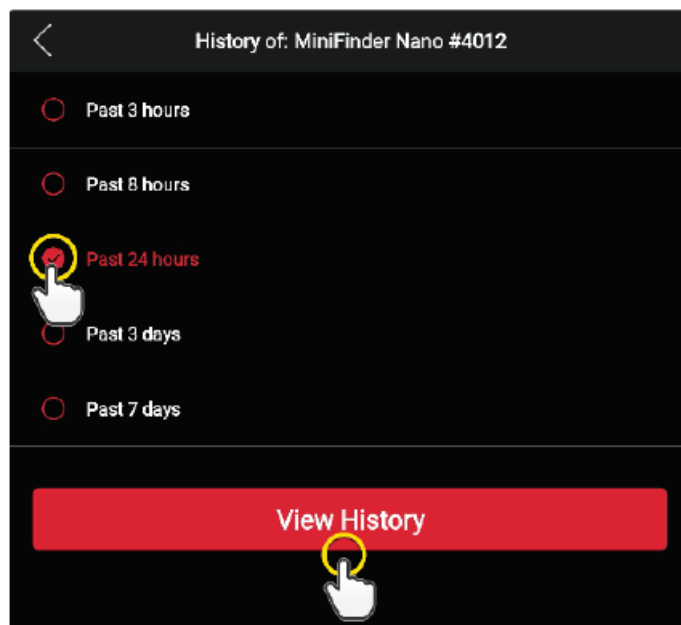 History of: MiniFinder Nano #4012
Past 3 hours
Past 8 hours
Past 24 hours
Past 3 days
Past 7 days
View History